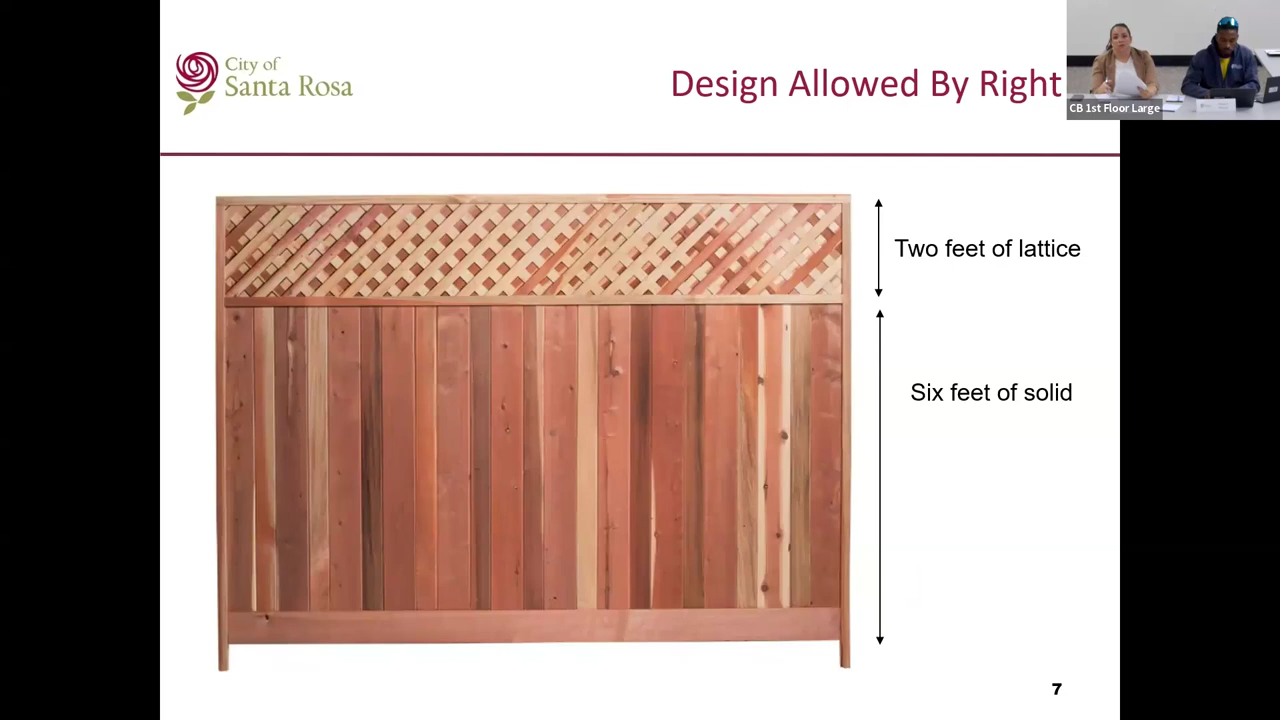 City of
Santa Rosa
Design Allowed By Right
CB 1st Floor Large
Two feet of lattice
Six feet of solid
7